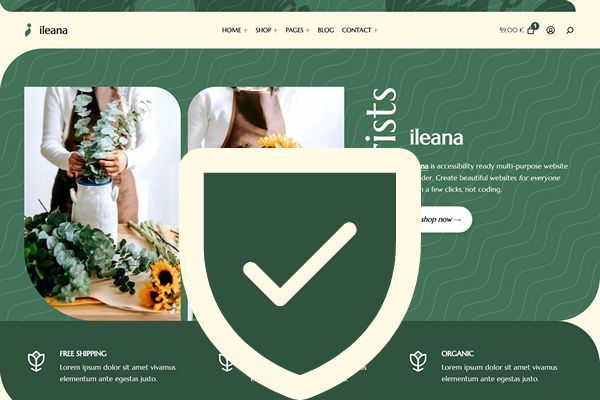 ileana
HOME + SHOP + PAGES + BLOG CONTACT +
59,00 € 1
ists
ileana
is accessibility ready multi-purpose website
Create beautiful websites for everyone
a few clicks, not coding.
shop now →
FREE SHIPPING
Lorem ipsum dolor sit amet vivamus
elementum ante egestas justo.
ORGANIC
Lorem ipsum dolor sit amet vivamus
elementum ante egestas justo.